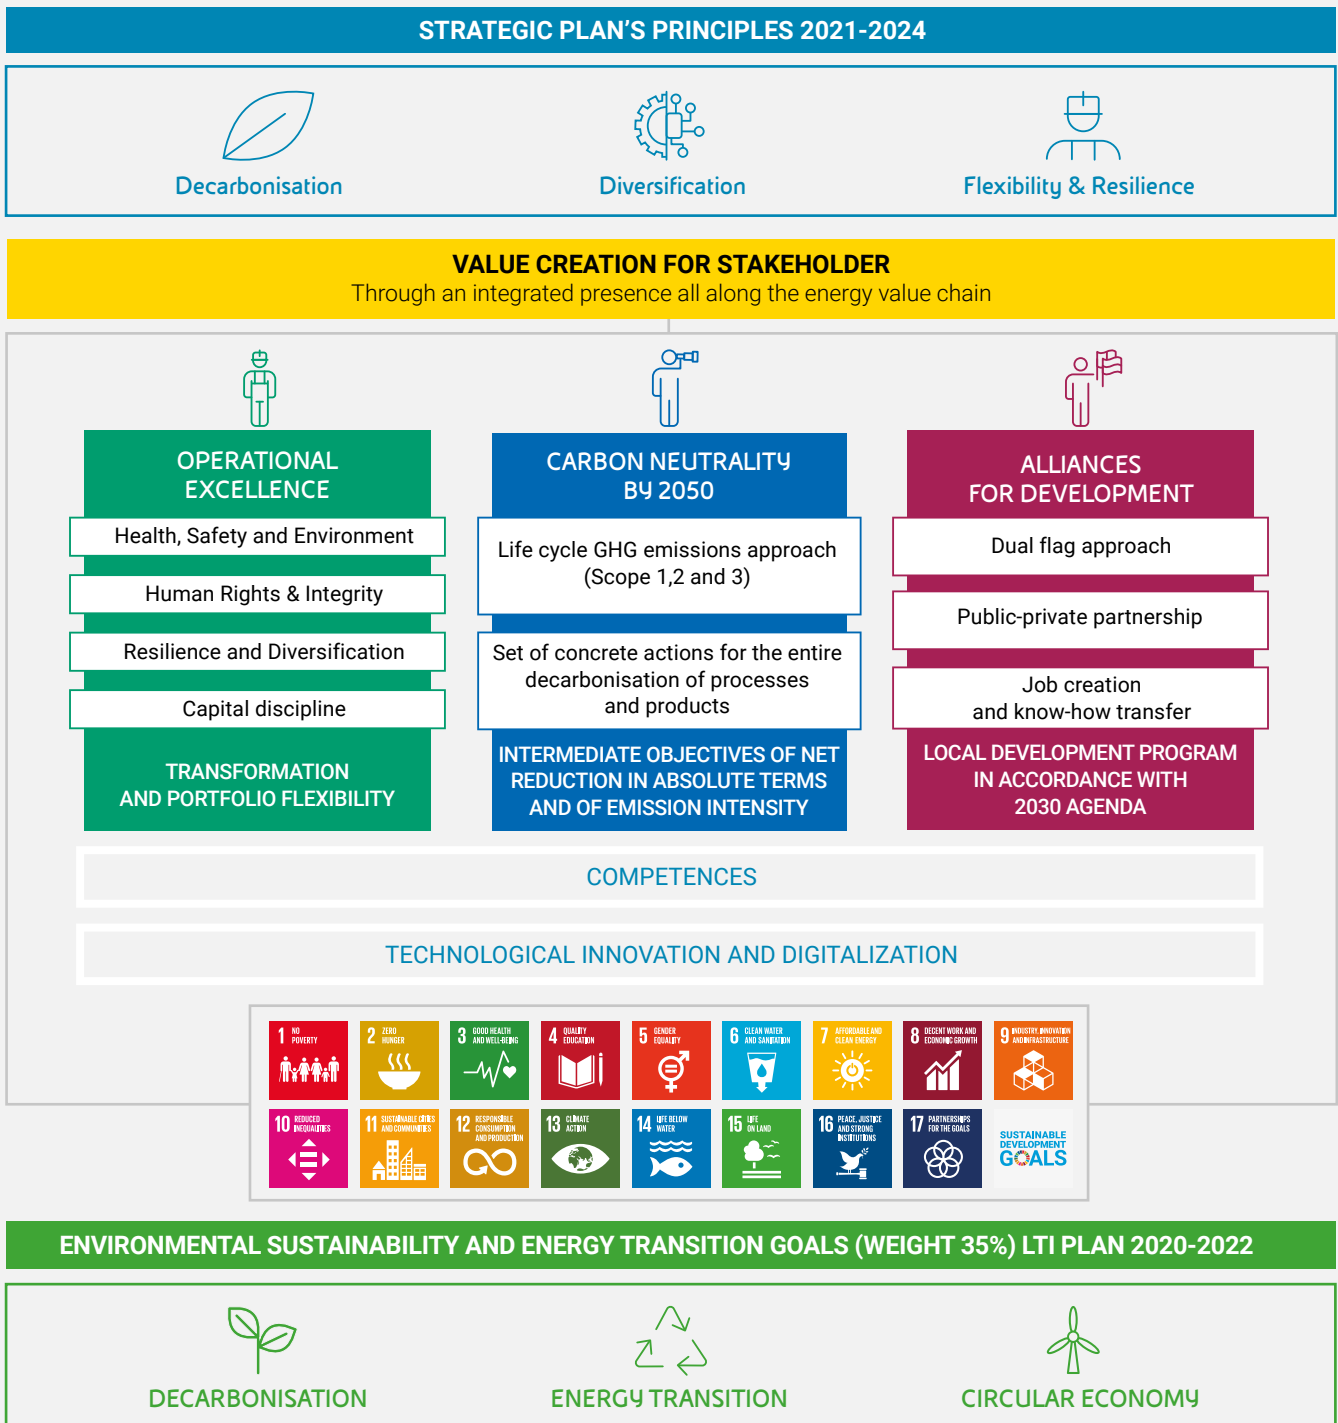 STRATEGIC PLAN'S PRINCIPLES 2021-2024
Decarbonisation
Diversification
Flexibility & Resilience
VALUE CREATION FOR STAKEHOLDER
Through an integrated presence all along the energy value chain
OPERATIONAL
EXCELLENCE
Health, Safety and Environment
Human Rights & Integrity
Resilience and Diversification
Capital discipline
TRANSFORMATION
AND PORTFOLIO FLEXIBILITY
CARBON NEUTRALITY
BY 2050
Life cycle GHG emissions approach
(Scope 1,2 and 3)
Set of concrete actions for the entire
decarbonisation of processes
and products
INTERMEDIATE OBJECTIVES OF NET
REDUCTION IN ABSOLUTE TERMS
AND OF EMISSION INTENSITY
ALLIANCES
FOR DEVELOPMENT
Dual flag approach
Public-private partnership
Job creation
and know-how transfer
LOCAL DEVELOPMENT PROGRAM
IN ACCORDANCE WITH
2030 AGENDA
COMPETENCES
TECHNOLOGICAL INNOVATION AND DIGITALIZATION
1 NO
POVERTY
2 ZERO
HUNGER
3 GOOD HEALTH
AND WELL-BEING
4 QUALITY
EDUCATION
5 GENDER
EQUALITY
6 CLEAN WATER
AND SANITATION
7 AFFORDABLE AND
CLEAN ENERGY
8 DECENT WORK AND
ECONOMIC GROWTH
9 INDUSTRY, INNOVATION
AND INFRASTRUCTURE
10 REDUCED
INEQUALITIES
11 SUSTAINABLE CITIES
AND COMMUNITIES
12 RESPONSIBLE
CONSUMPTION
AND PRODUCTION
13 CLIMATE
ACTION
14 LIFE BELOW
WATER
15 LIFE
ON LAND
16 PEACE, JUSTICE
AND STRONG
INSTITUTIONS
17 PARTNERSHIPS
FOR THE GOALS
SUSTAINABLE
DEVELOPMENT
GOALS
ENVIRONMENTAL SUSTAINABILITY AND ENERGY TRANSITION GOALS (WEIGHT 35%) LTI PLAN 2020-2022
DECARBONISATION
ENERGY TRANSITION
CIRCULAR ECONOMY